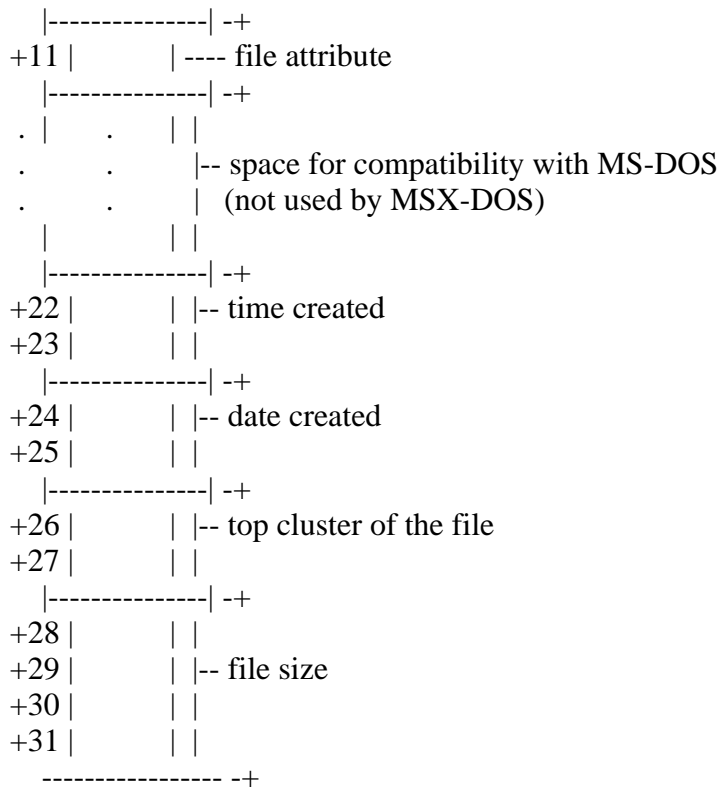 |---------------| -+
+11 | | ---- file attribute
|---------------| -+
. | . | |
. . |-- space for compatibility with MS-DOS
. . | (not used by MSX-DOS)
| | |
|---------------| -+
+22 | | |-- time created
+23 | | |
|---------------| -+
+24 | | |-- date created
+25 | | |
|---------------| -+
+26 | | |-- top cluster of the file
+27 | | |
|---------------| -+
+28 | | |
+29 | | |-- file size
+30 | | |
+31 | | |
----------------- -+